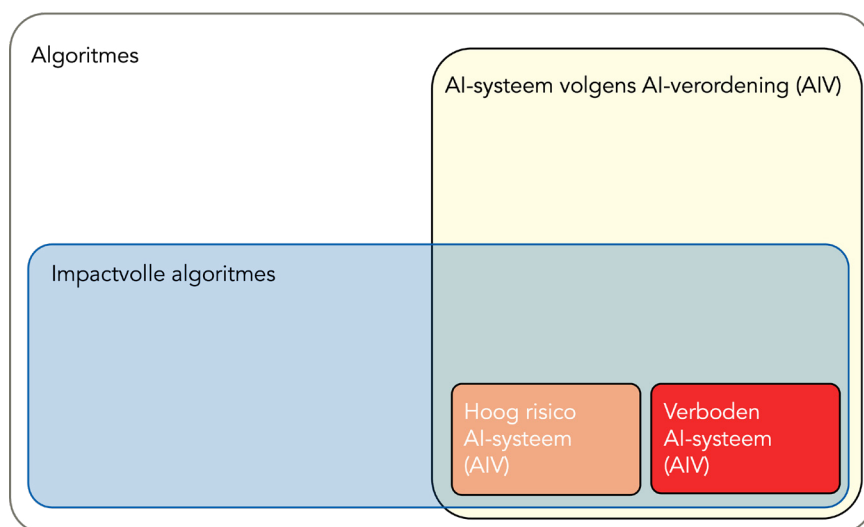 Algoritmes
AI-systeem volgens AI-verordening (AIV)
Impactvolle algoritmes
Hoog risico
AI-systeem
(AIV)
Verboden
AI-systeem
(AIV)